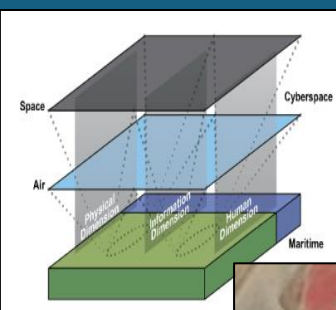 Space
Cyberspace
Air
Physical
Dimension
Information
Dimension
Human
Dimension
Maritime